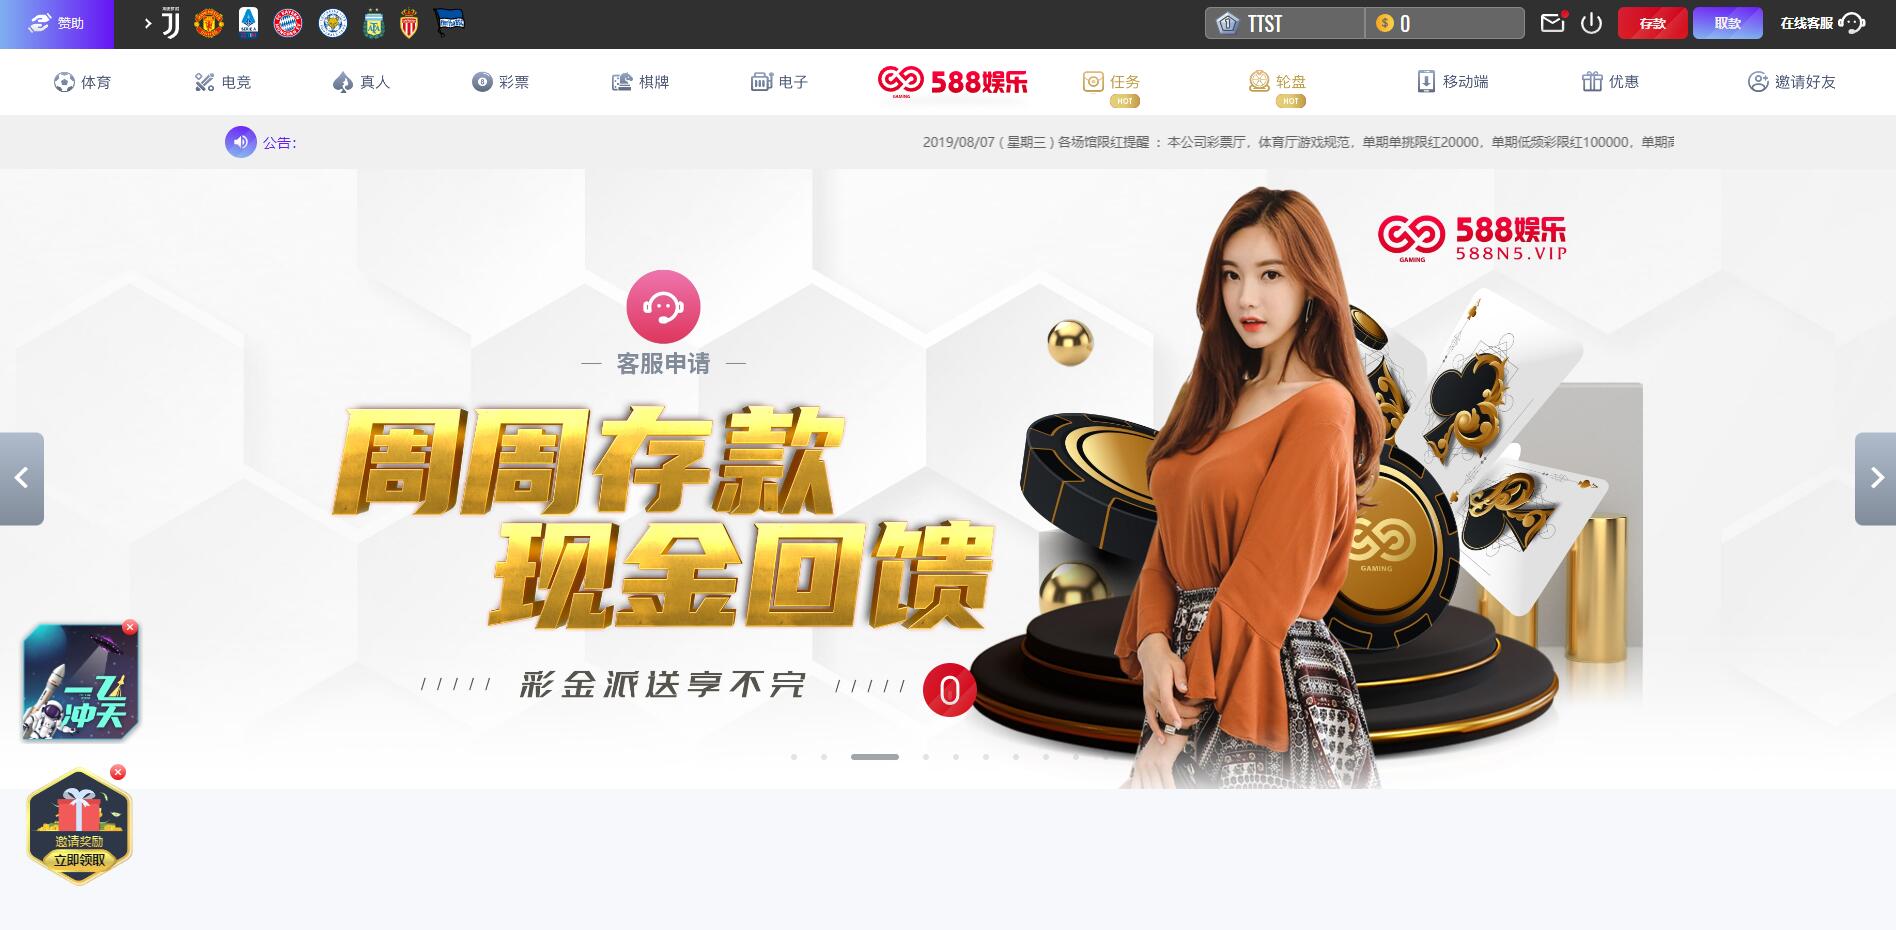 赞助
TTST
0
存款
取款
在线客服
体育
电竞
真人
彩票
棋牌
电子
GAMING
588娱乐
任务
HOT
轮盘
HOT
移动端
优惠
邀请好友
公告：
2019/08/07 ( 星期三 ) 各场馆限红提醒 ： 本公司彩票厅，体育厅游戏规范，单期单挑限红20000，单期低频彩限红100000，单期
588娱乐
588N5.VIP
GAMING
客服申请
周周存款
现金回馈
GAMING
///// 彩金派送享不完 /////
0
一飞
冲天
邀请奖励
立即领取